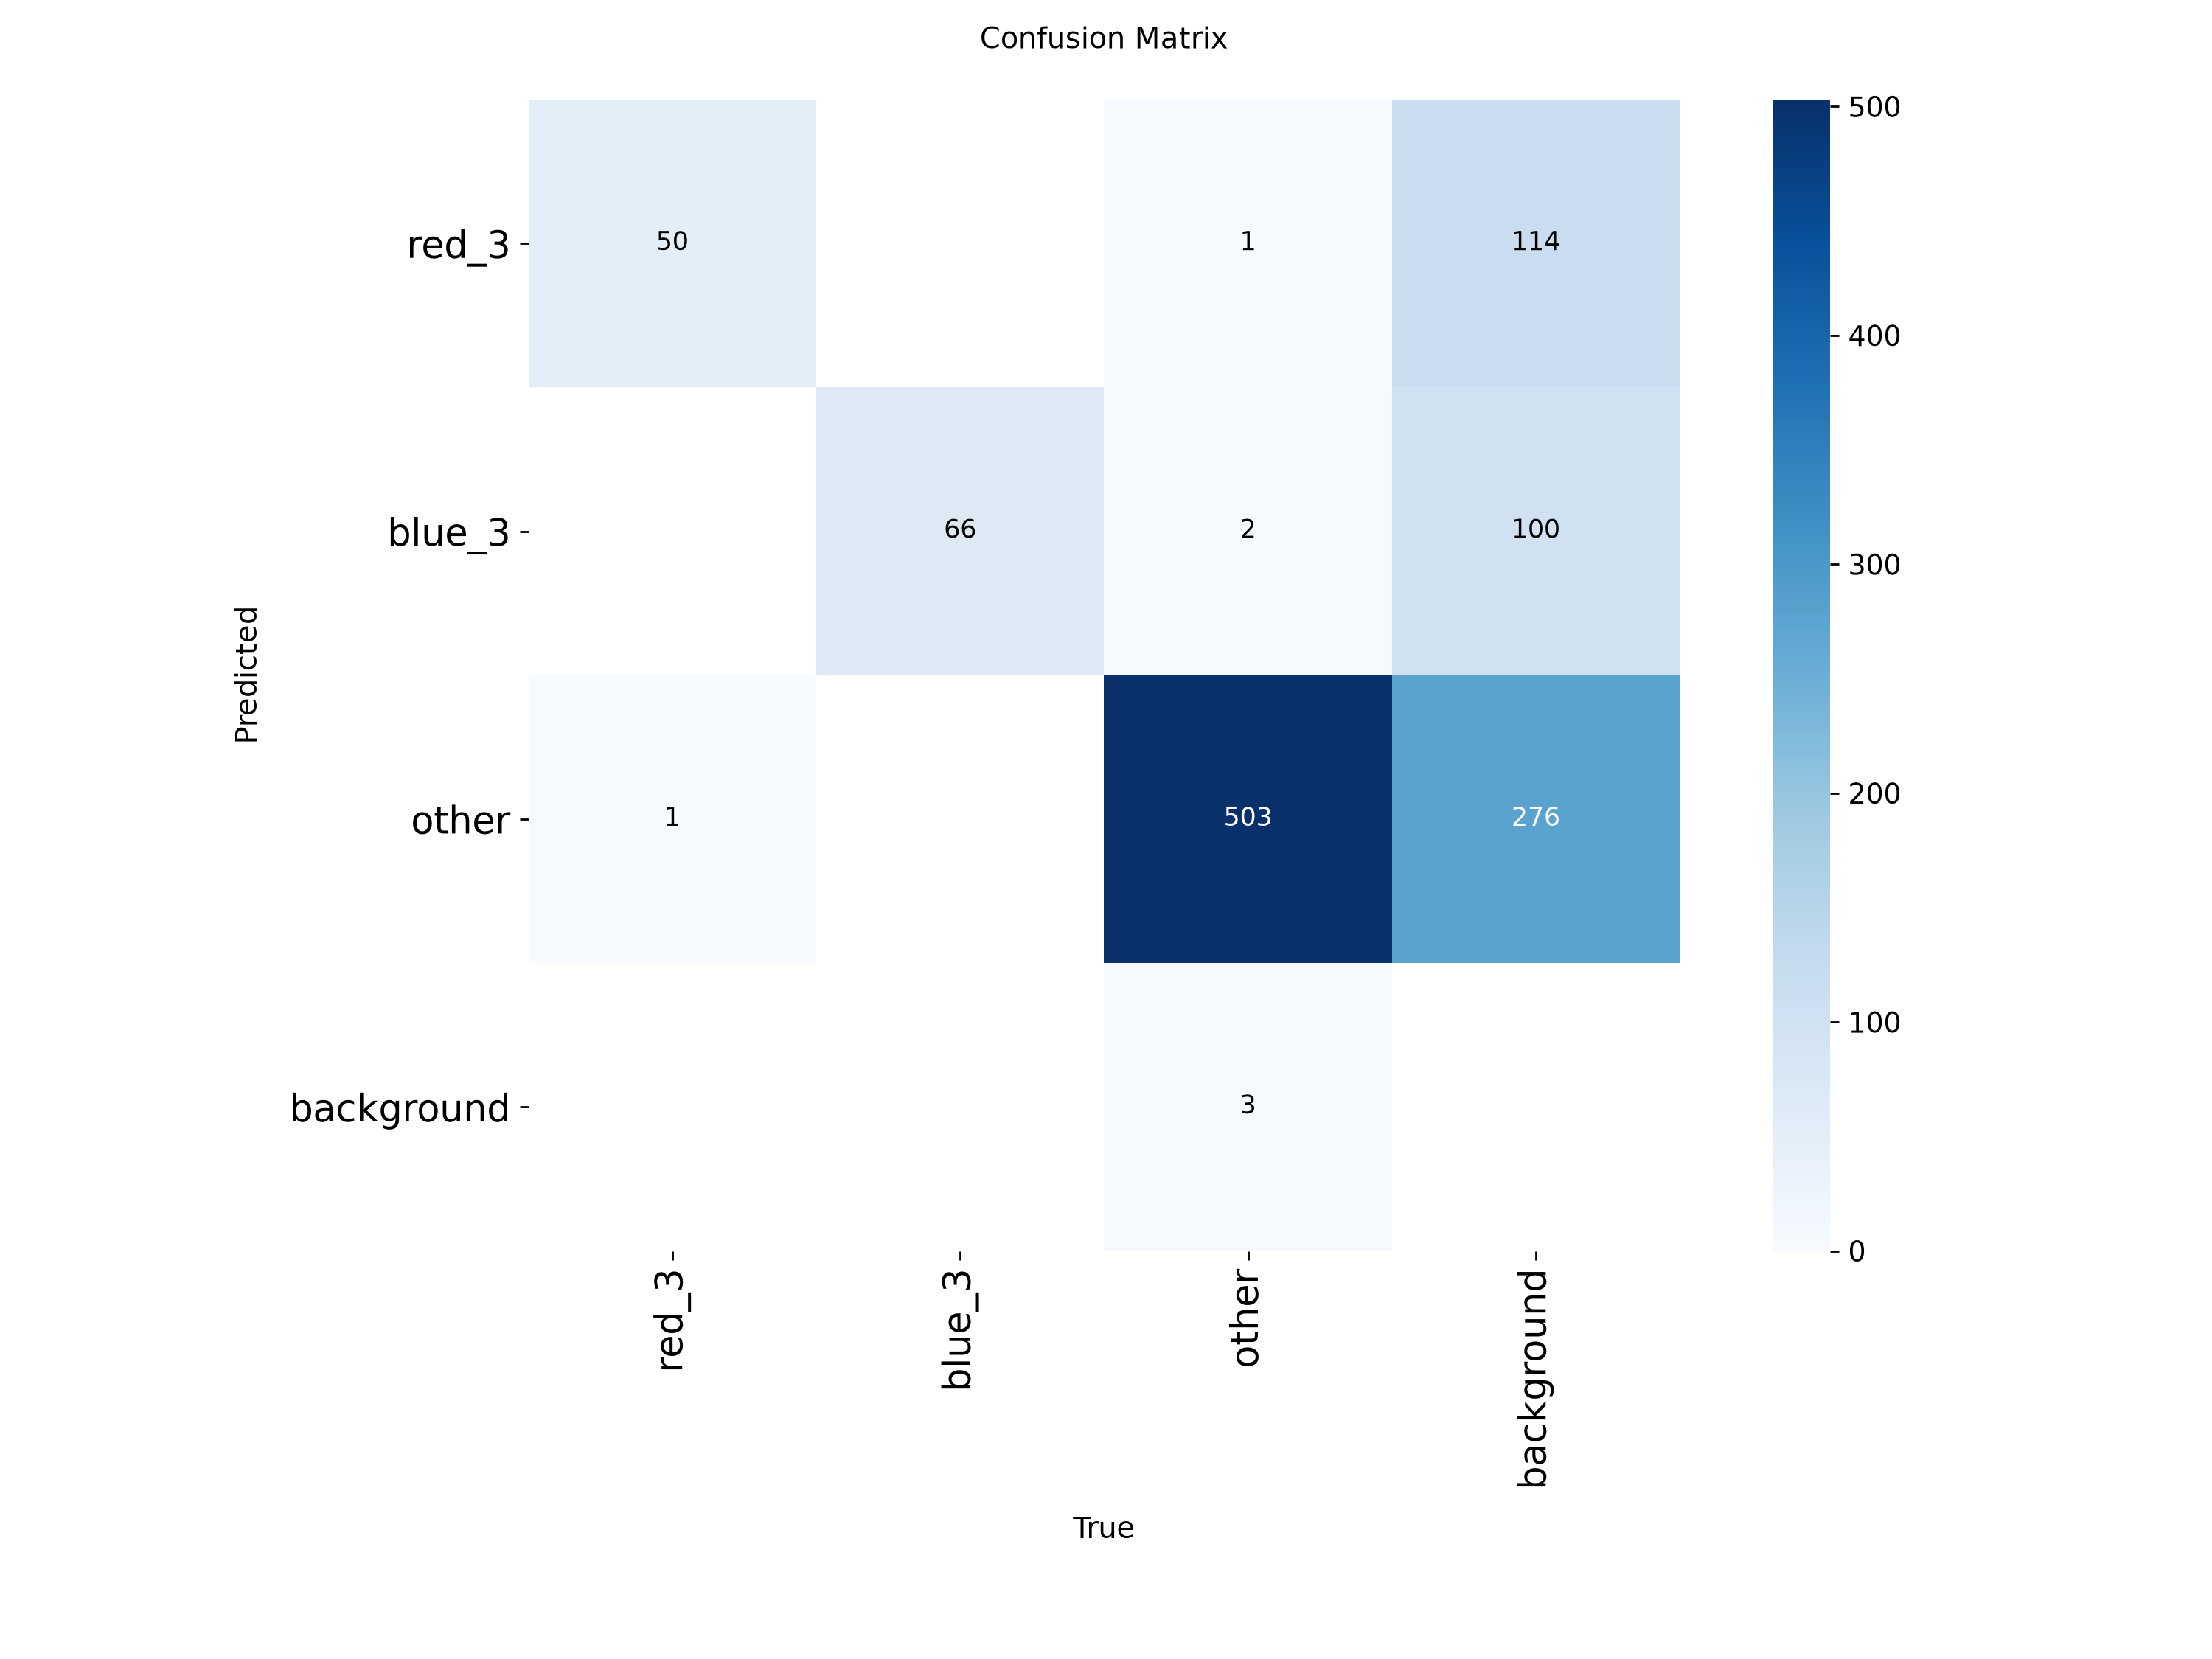 Confusion Matrix
red_3
50
1
114
blue_3
66
2
100
other
1
503
276
background
3
Predicted
red_3
blue_3
other
background
True
500
400
300
200
100
0